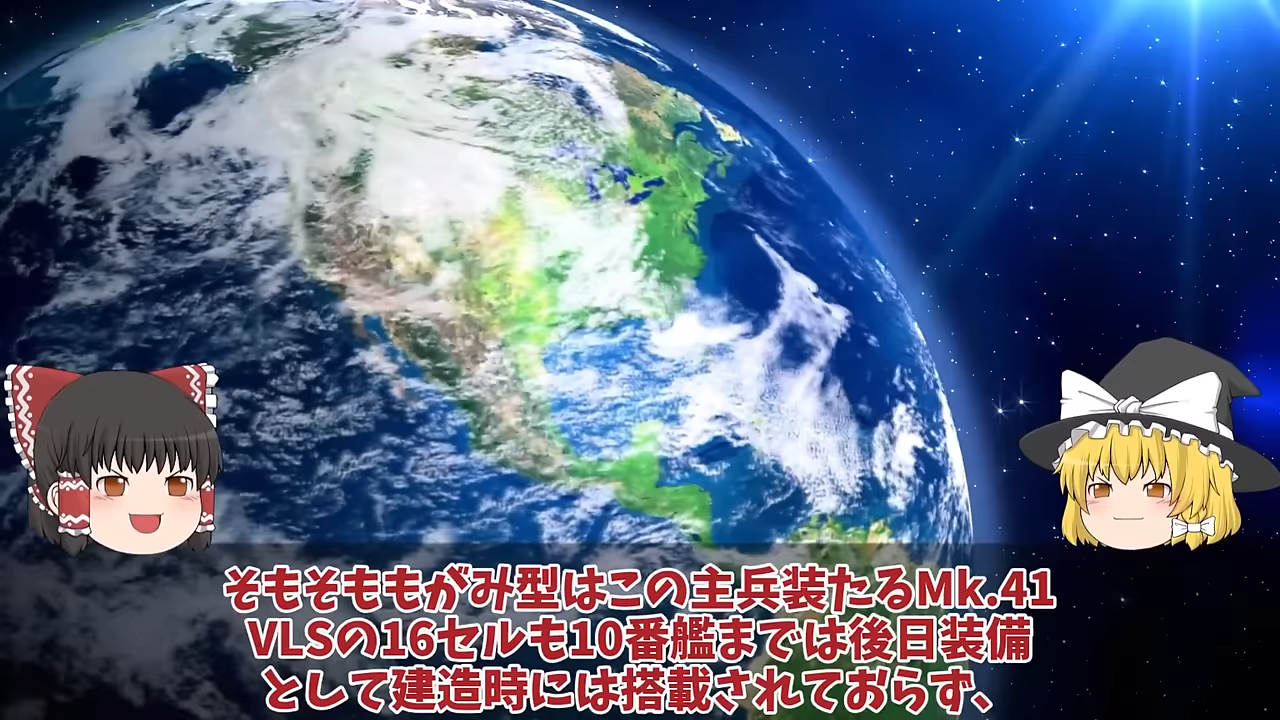 そもそももがみ型はこの主兵装たるMk.41
VLSの16セルも10番艦までは後日装備
として建造時には搭載されておらず、